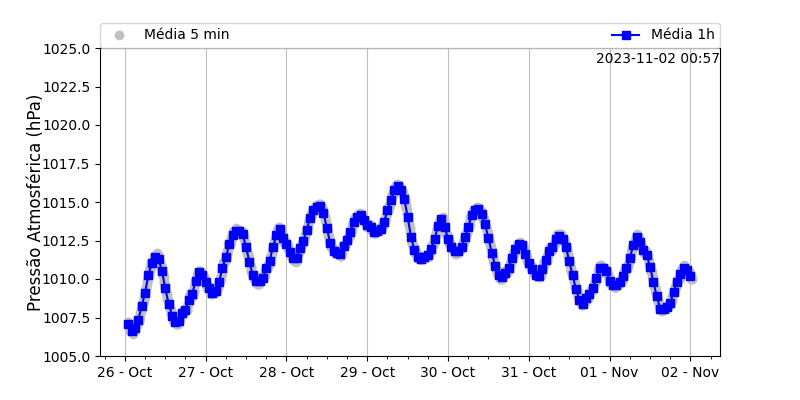 Média 5 min
Média 1h
2023-11-02 00:57
Pressão Atmosférica (hPa)
1025.0
1022.5
1020.0
1017.5
1015.0
1012.5
1010.0
1007.5
1005.0
26 - Oct
27 - Oct
28 - Oct
29 - Oct
30 - Oct
31 - Oct
01 - Nov
02 - Nov